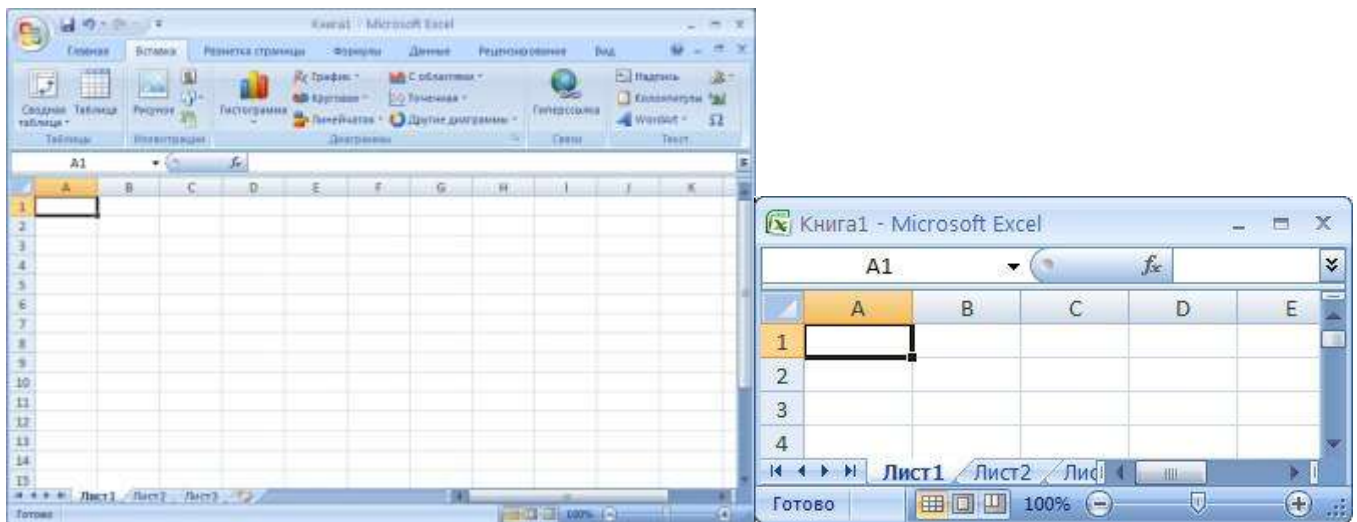 Книга1 - Microsoft Excel
Главная Вставка Разметка страницы Формулы Данные Рецензирование Вид
График С областями Надпись
Сводная таблица Таблица Рисунок Гистограмма Круговая Точечная Гиперссылка Колонтитулы
Линейчатая Другие диаграммы WordArt Ω
Таблицы Иллюстрации Диаграммы Связи Текст
A1 fx
A B C D E F G H I J K
1
2
3
4
5
6
7
8
9
10
11
12
13
14
15
Лист1 Лист2 Лист3
Готово 100%
Книга1 - Microsoft Excel
A1 fx
A B C D E
1
2
3
4
Лист1 Лист2 Лис
Готово 100%